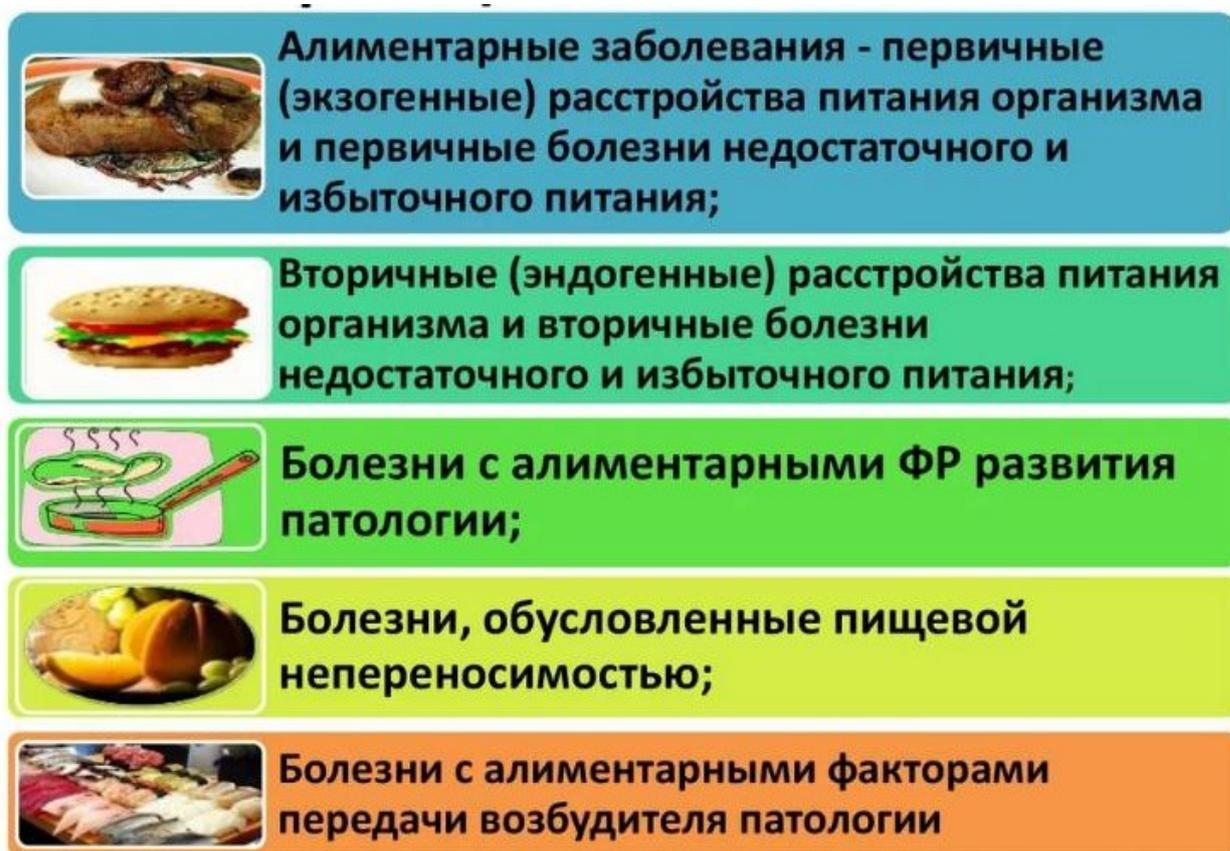 Алиментарные заболевания - первичные
(экзогенные) расстройства питания организма
и первичные болезни недостаточного и
избыточного питания;
Вторичные (эндогенные) расстройства питания
организма и вторичные болезни
недостаточного и избыточного питания;
Болезни с алиментарными ФР развития
патологии;
Болезни, обусловленные пищевой
непереносимостью;
Болезни с алиментарными факторами
передачи возбудителя патологии